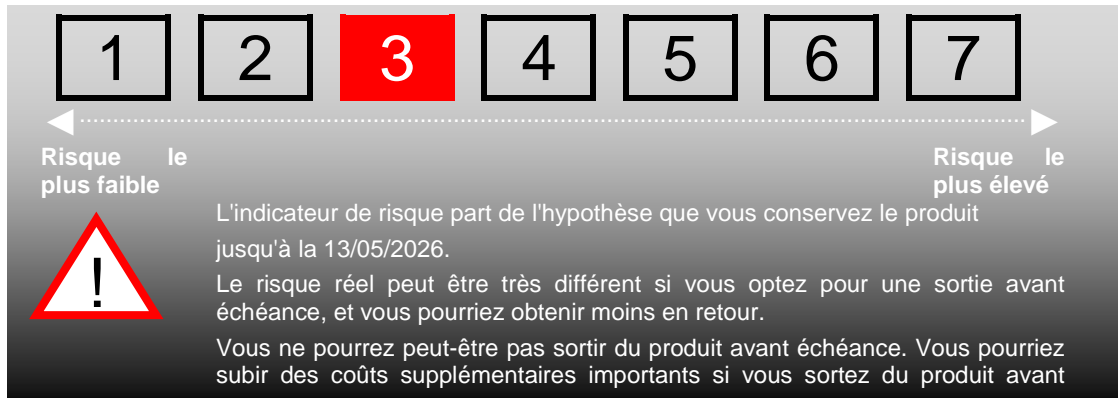 1 2 3 4 5 6 7
Risque le
plus faible
Risque le
plus élevé
!
L'indicateur de risque part de l'hypothèse que vous conservez le produit
jusqu'à la 13/05/2026.
Le risque réel peut être très différent si vous optez pour une sortie avant
échéance, et vous pourriez obtenir moins en retour.
Vous ne pourrez peut-être pas sortir du produit avant échéance. Vous pourriez
subir des coûts supplémentaires importants si vous sortez du produit avant